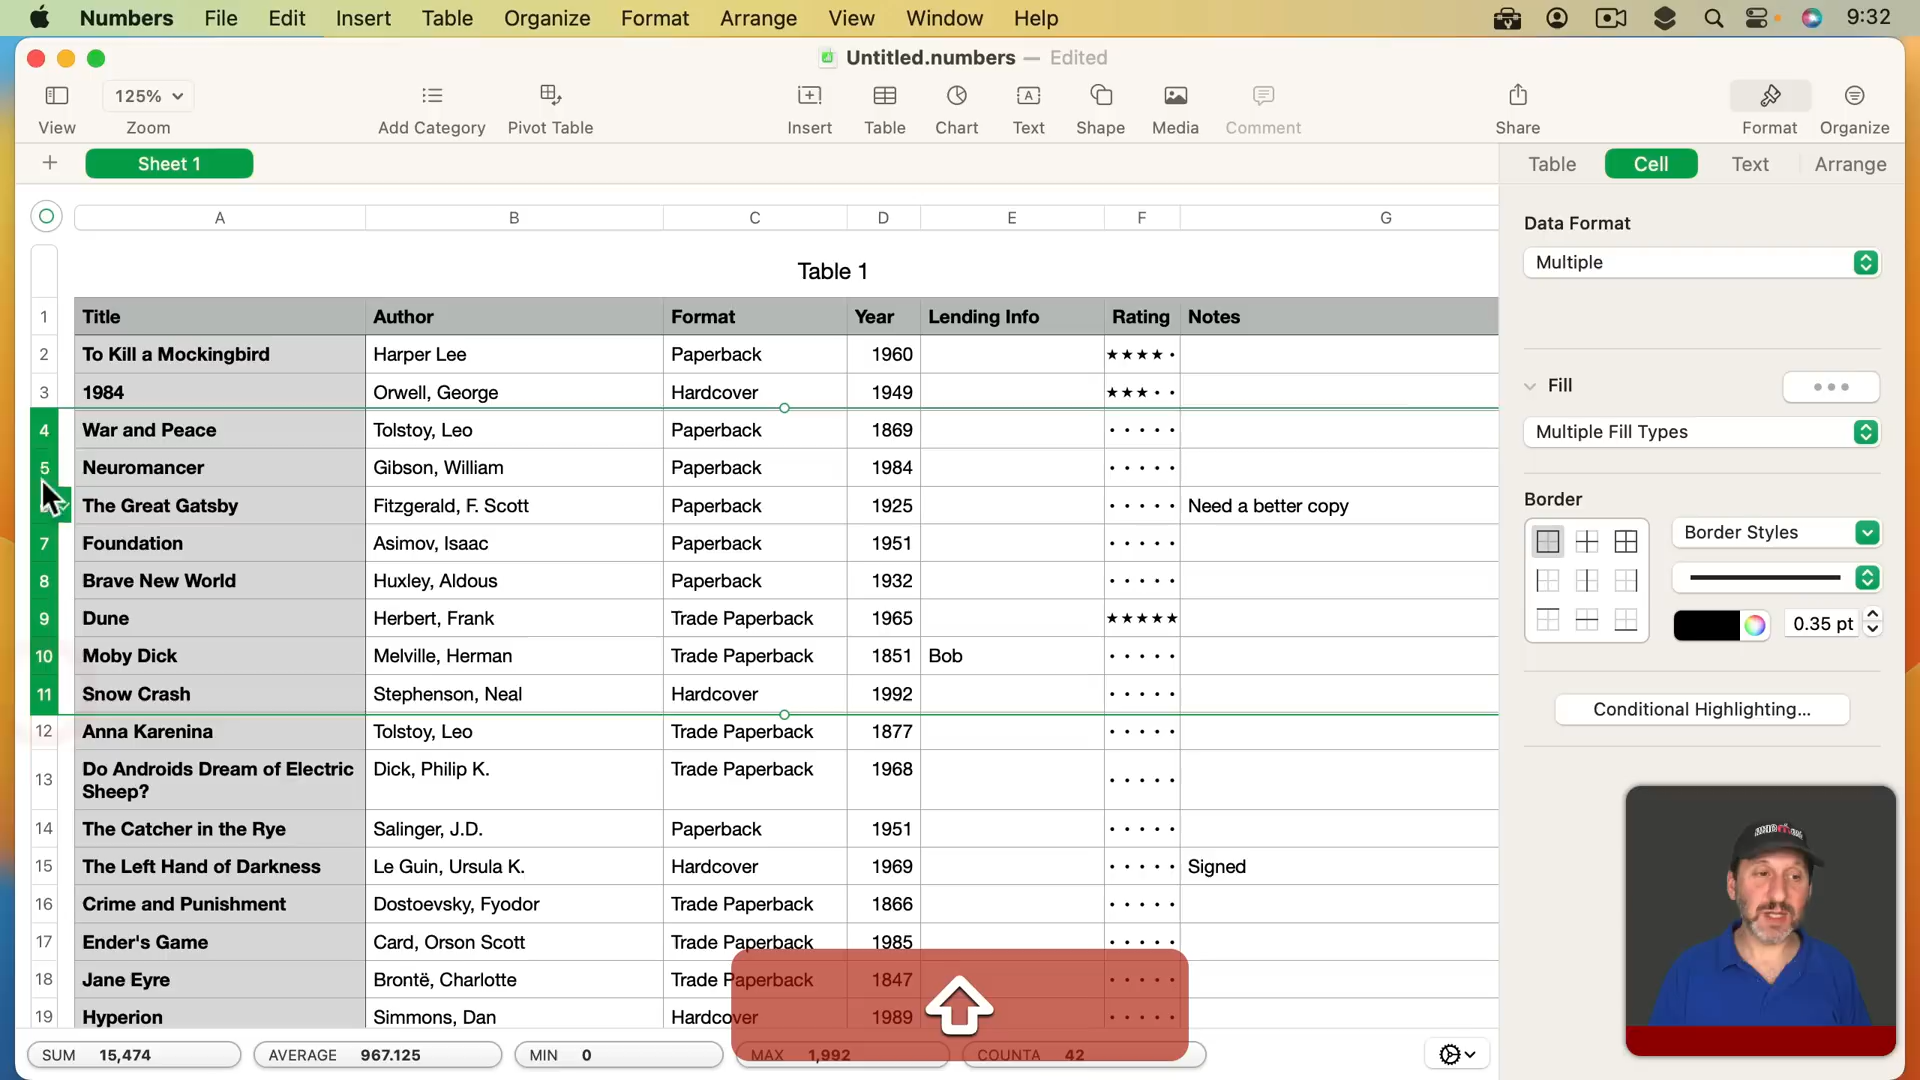 Numbers File Edit Insert Table Organize Format Arrange View Window Help 9:32
Untitled.numbers — Edited
125%
View Zoom Add Category Pivot Table Insert Table Chart Text Shape Media Comment Share Format Organize
Sheet 1
Table Cell Text Arrange
A B C D E F G
Table 1
1 Title Author Format Year Lending Info Rating Notes
2 To Kill a Mockingbird Harper Lee Paperback 1960 ★★★★•
3 1984 Orwell, George Hardcover 1949 ★★★••
4 War and Peace Tolstoy, Leo Paperback 1869 •••••
5 Neuromancer Gibson, William Paperback 1984 •••••
The Great Gatsby Fitzgerald, F. Scott Paperback 1925 ••••• Need a better copy
7 Foundation Asimov, Isaac Paperback 1951 •••••
8 Brave New World Huxley, Aldous Paperback 1932 •••••
9 Dune Herbert, Frank Trade Paperback 1965 ★★★★★
10 Moby Dick Melville, Herman Trade Paperback 1851 Bob •••••
11 Snow Crash Stephenson, Neal Hardcover 1992 •••••
12 Anna Karenina Tolstoy, Leo Trade Paperback 1877 •••••
13 Do Androids Dream of Electric Dick, Philip K. Trade Paperback 1968 •••••
Sheep?
14 The Catcher in the Rye Salinger, J.D. Paperback 1951 •••••
15 The Left Hand of Darkness Le Guin, Ursula K. Hardcover 1969 ••••• Signed
16 Crime and Punishment Dostoevsky, Fyodor Trade Paperback 1866 •••••
17 Ender's Game Card, Orson Scott Trade Paperback 1985 •••••
18 Jane Eyre Brontë, Charlotte Trade Paperback 1847 •••••
19 Hyperion Simmons, Dan Hardcover 1989 •••••
SUM 15,474 AVERAGE 967.125 MIN 0 MAX 1,992 COUNTA 42
Data Format
Multiple
Fill
Multiple Fill Types
Border
Border Styles
0.35 pt
Conditional Highlighting...